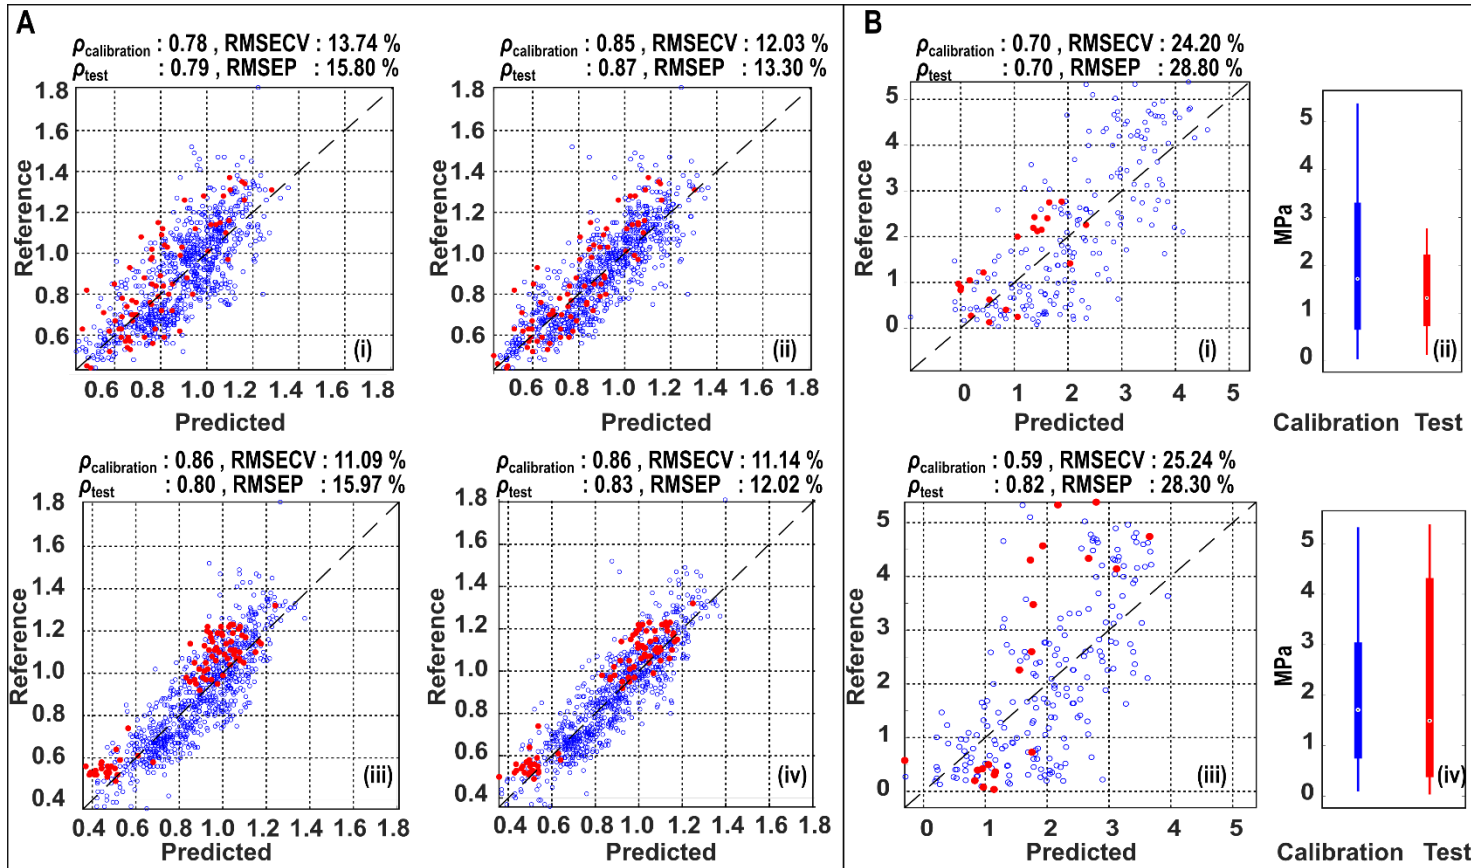 A
ρcalibration : 0.78 , RMSECV : 13.74 %
ρtest : 0.79 , RMSEP : 15.80 %
1.8
1.6
1.4
1.2
1.0
0.8
0.6
Reference
(i)
0.6 0.8 1.0 1.2 1.4 1.6 1.8
Predicted
ρcalibration : 0.85 , RMSECV : 12.03 %
ρtest : 0.87 , RMSEP : 13.30 %
1.8
1.6
1.4
1.2
1.0
0.8
0.6
Reference
(ii)
0.6 0.8 1.0 1.2 1.4 1.6 1.8
Predicted
ρcalibration : 0.86 , RMSECV : 11.09 %
ρtest : 0.80 , RMSEP : 15.97 %
1.8
1.6
1.4
1.2
1.0
0.8
0.6
0.4
Reference
(iii)
0.4 0.6 0.8 1.0 1.2 1.4 1.6 1.8
Predicted
ρcalibration : 0.86 , RMSECV : 11.14 %
ρtest : 0.83 , RMSEP : 12.02 %
1.8
1.6
1.4
1.2
1.0
0.8
0.6
0.4
Reference
(iv)
0.4 0.6 0.8 1.0 1.2 1.4 1.6 1.8
Predicted
B
ρcalibration : 0.70 , RMSECV : 24.20 %
ρtest : 0.70 , RMSEP : 28.80 %
5
4
3
2
1
0
Reference
(i)
0 1 2 3 4 5
Predicted
5
4
3
2
1
0
MPa
(ii)
Calibration Test
ρcalibration : 0.59 , RMSECV : 25.24 %
ρtest : 0.82 , RMSEP : 28.30 %
5
4
3
2
1
0
Reference
(iii)
0 1 2 3 4 5
Predicted
5
4
3
2
1
0
MPa
(iv)
Calibration Test